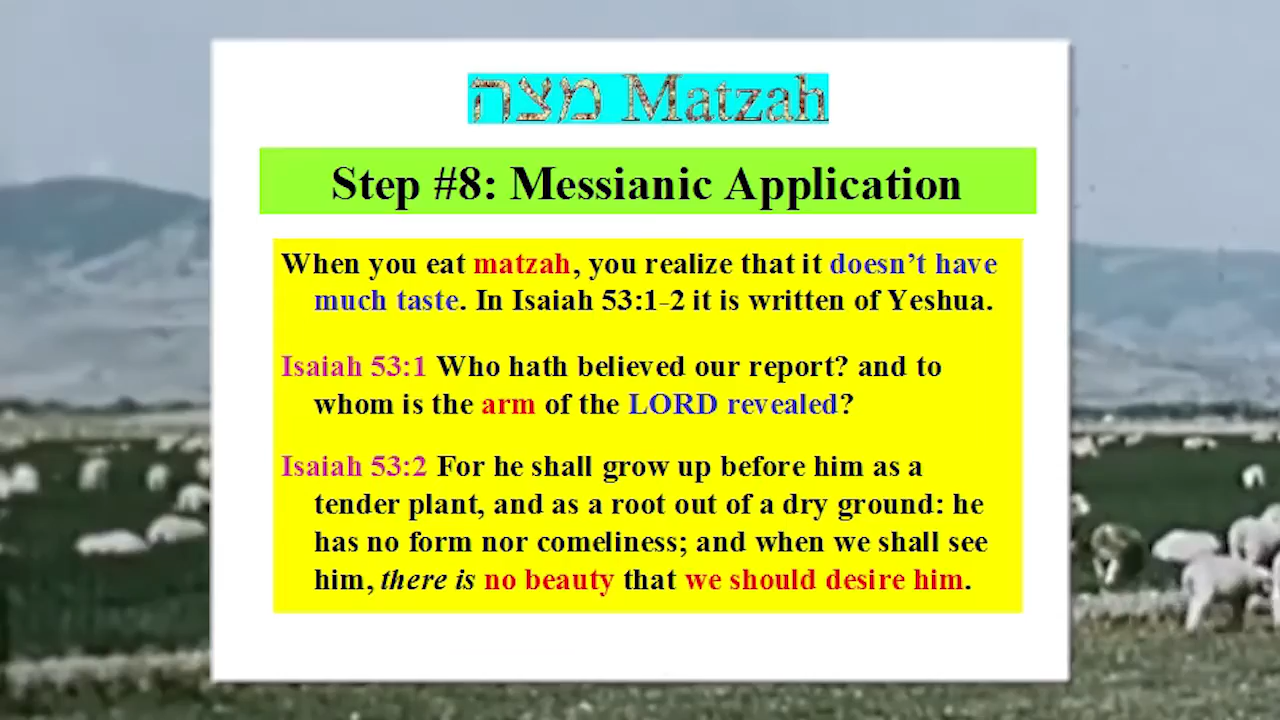 מצה Matzah
Step #8: Messianic Application
When you eat matzah, you realize that it doesn’t have
much taste. In Isaiah 53:1-2 it is written of Yeshua.
Isaiah 53:1 Who hath believed our report? and to
whom is the arm of the LORD revealed?
Isaiah 53:2 For he shall grow up before him as a
tender plant, and as a root out of a dry ground: he
has no form nor comeliness; and when we shall see
him, there is no beauty that we should desire him.